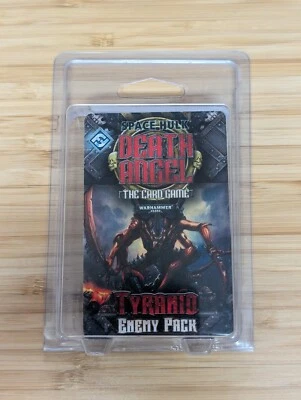 SPACE HULK
DEATH
ANGEL
THE CARD GAME
WARHAMMER
TYRANID
ENEMY PACK